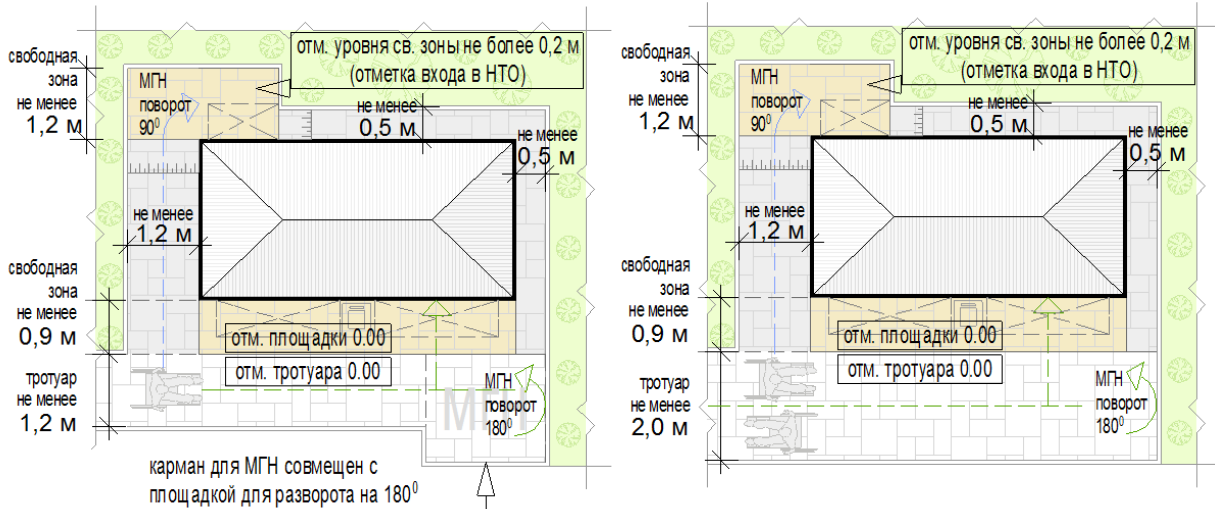 отм. уровня св. зоны не более 0,2 м
(отметка входа в НТО)
свободная
зона
не менее
1,2 м
МГН
поворот
90⁰
не менее
0,5 м
не менее
0,5 м
не менее
1,2 м
свободная
зона
не менее
0,9 м
отм. площадки 0.00
отм. тротуара 0.00
тротуар
не менее
1,2 м
МГН
МГН
поворот
180⁰
карман для МГН совмещен с
площадкой для разворота на 180⁰
отм. уровня св. зоны не более 0,2 м
(отметка входа в НТО)
свободная
зона
не менее
1,2 м
МГН
поворот
90⁰
не менее
0,5 м
не менее
0,5 м
не менее
1,2 м
свободная
зона
не менее
0,9 м
отм. площадки 0.00
отм. тротуара 0.00
тротуар
не менее
2,0 м
МГН
поворот
180⁰